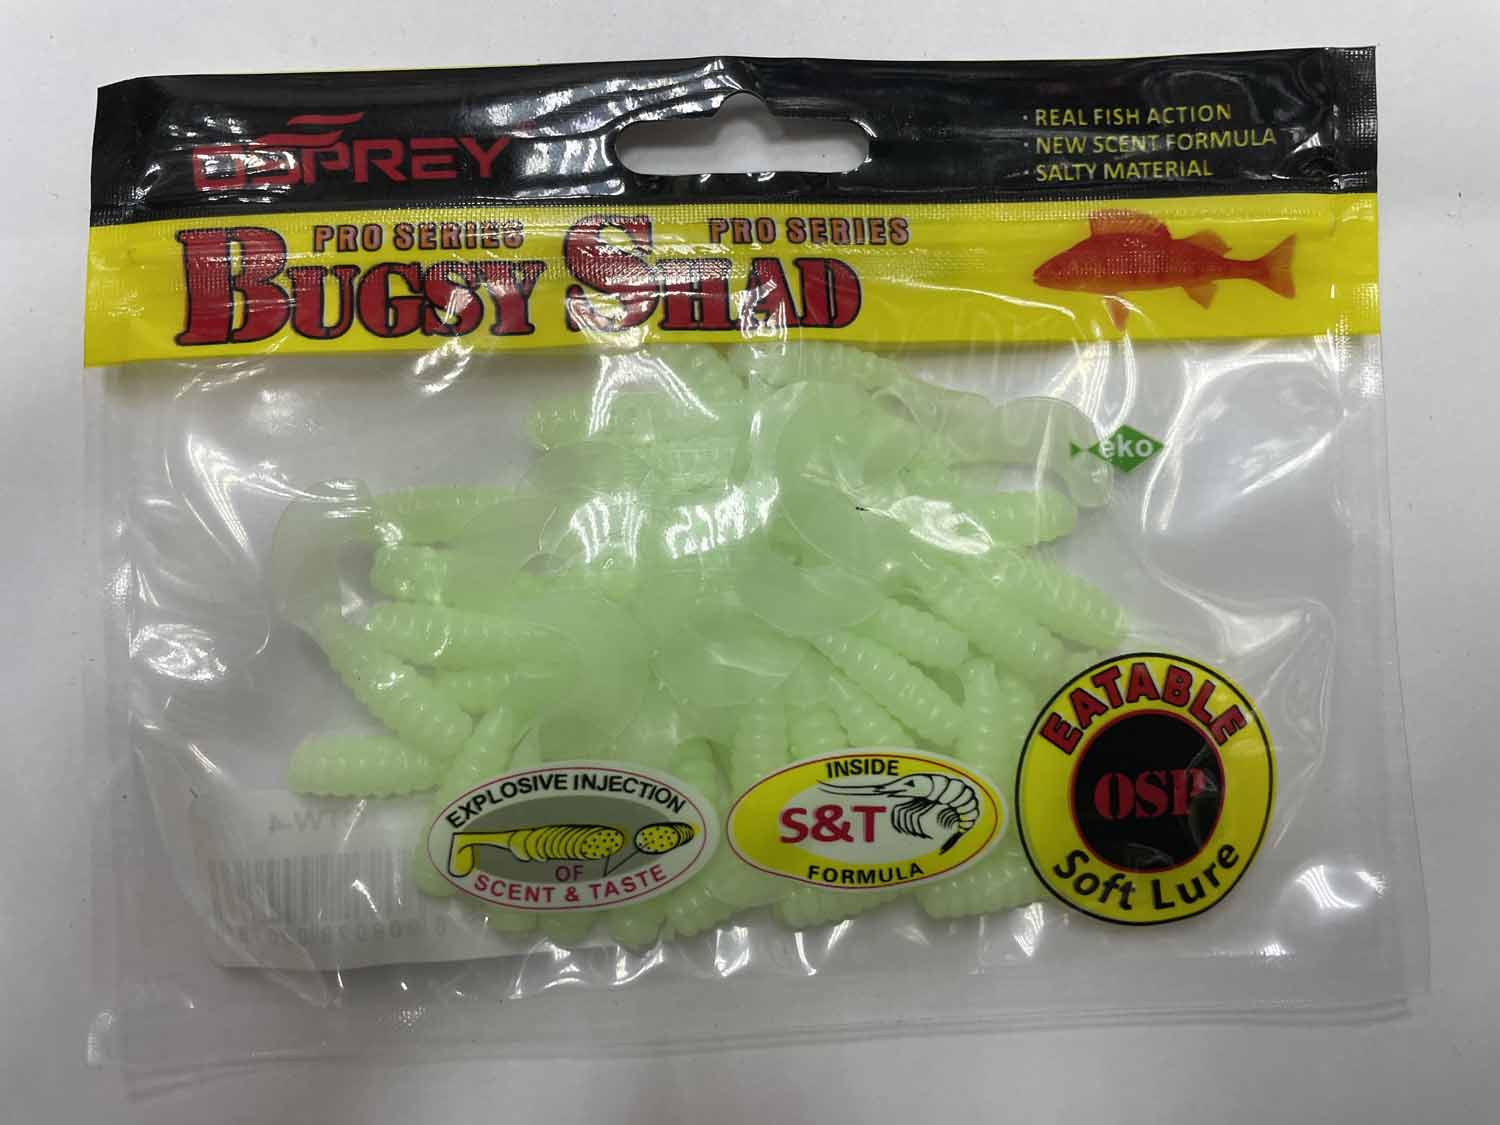 OSPREY
· REAL FISH ACTION
· NEW SCENT FORMULA
· SALTY MATERIAL
PRO SERIES PRO SERIES
BUGSY SHAD
eko
EXPLOSIVE INJECTION
OF
SCENT & TASTE
INSIDE
S&T
FORMULA
EATABLE
OSP
Soft Lure